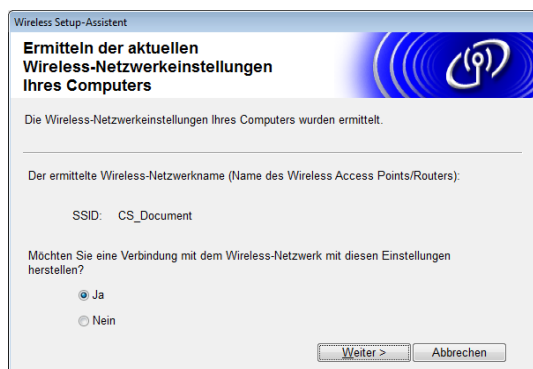 Wireless Setup-Assistent
Ermitteln der aktuellen
Wireless-Netzwerkeinstellungen
Ihres Computers
Die Wireless-Netzwerkeinstellungen Ihres Computers wurden ermittelt.
Der ermittelte Wireless-Netzwerkname (Name des Wireless Access Points/Routers):
SSID: CS_Document
Möchten Sie eine Verbindung mit dem Wireless-Netzwerk mit diesen Einstellungen
herstellen?
Ja
Nein
Weiter > Abbrechen